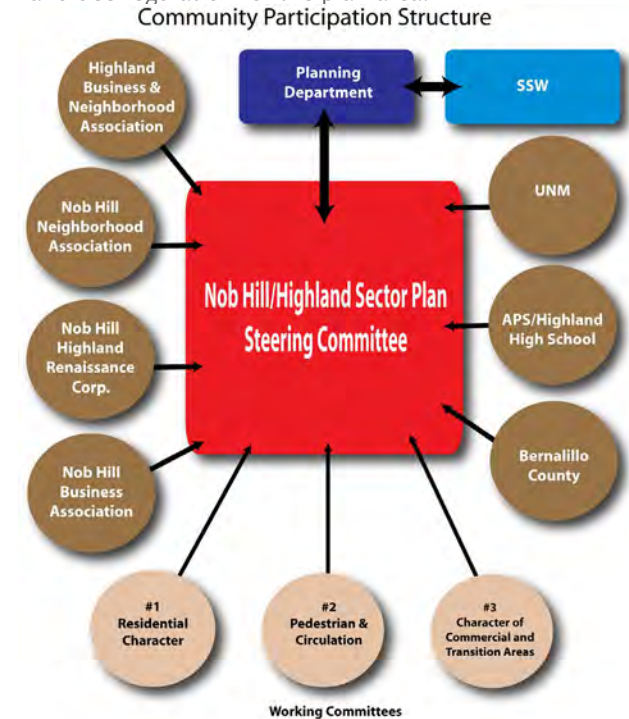 Community Participation Structure
Highland
Business &
Neighborhood
Association
Planning
Department
SSW
Nob Hill
Neighborhood
Association
UNM
Nob Hill/Highland Sector Plan
Steering Committee
Nob Hill
Highland
Renaissance
Corp.
APS/Highland
High School
Nob Hill
Business
Association
Bernalillo
County
#1
Residential
Character
#2
Pedestrian &
Circulation
#3
Character of
Commercial and
Transition Areas
Working Committees